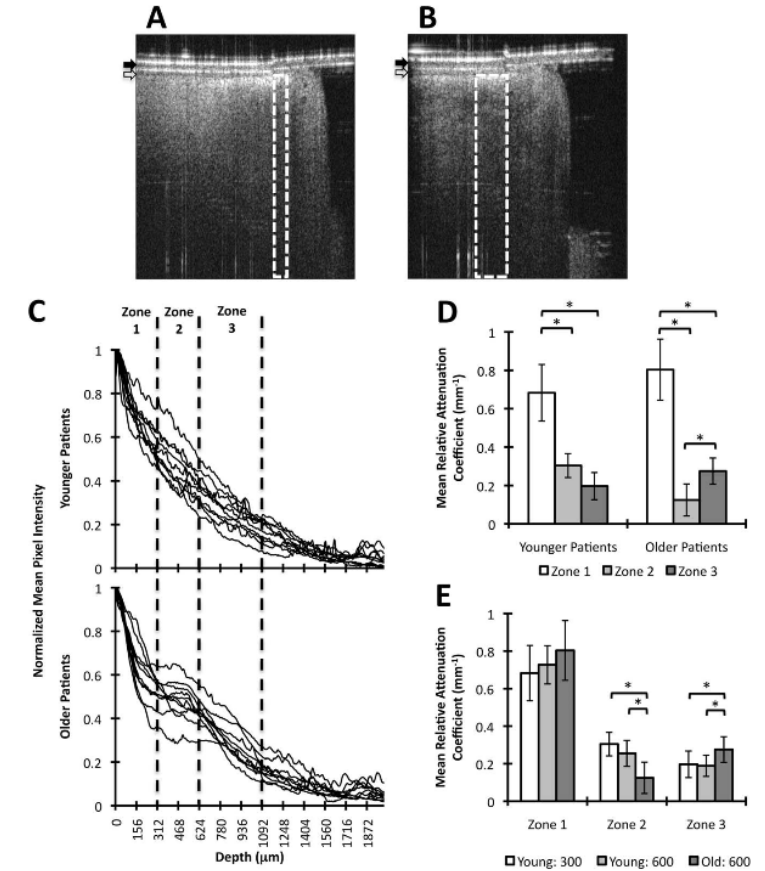 A
B
C
Zone 1
Zone 2
Zone 3
Normalized Mean Pixel Intensity
Younger Patients
1
0.8
0.6
0.4
0.2
0
Older Patients
1
0.8
0.6
0.4
0.2
0
0
156
312
468
624
780
936
1092
1248
1404
1560
1716
1872
Depth (μm)
D
Mean Relative Attenuation
Coefficient (mm⁻¹)
1
0.8
0.6
0.4
0.2
0
*
*
*
*
*
Younger Patients
Older Patients
Zone 1 Zone 2 Zone 3
E
Mean Relative Attenuation
Coefficient (mm⁻¹)
1
0.8
0.6
0.4
0.2
0
*
*
*
*
Zone 1
Zone 2
Zone 3
Young: 300 Young: 600 Old: 600